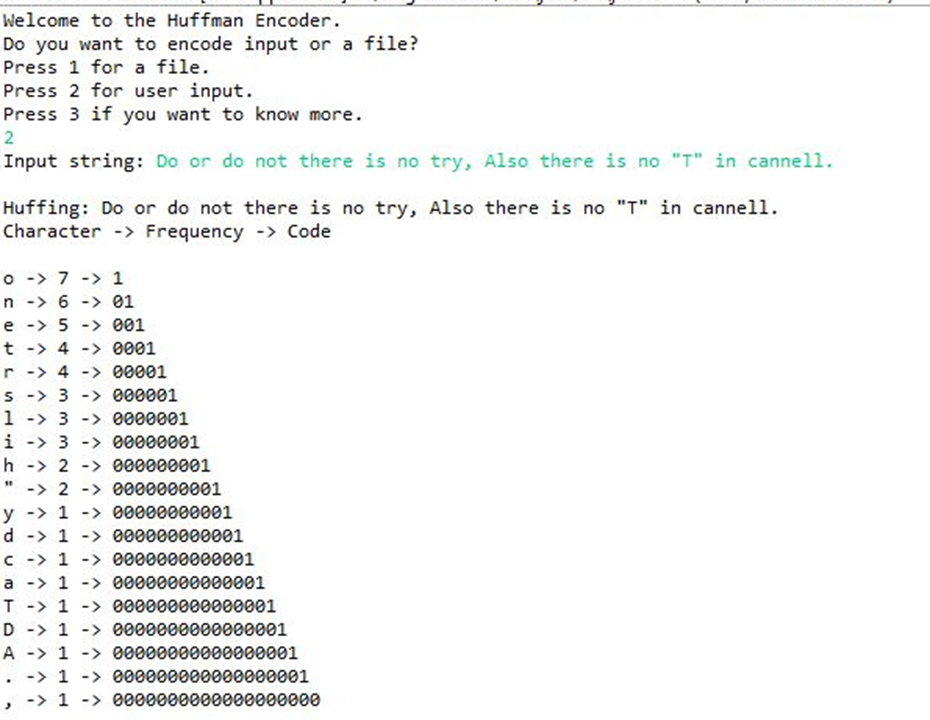 Welcome to the Huffman Encoder.
Do you want to encode input or a file?
Press 1 for a file.
Press 2 for user input.
Press 3 if you want to know more.
2
Input string: Do or do not there is no try, Also there is no "T" in cannell.
Huffing: Do or do not there is no try, Also there is no "T" in cannell.
Character -> Frequency -> Code
o -> 7 -> 1
n -> 6 -> 01
e -> 5 -> 001
t -> 4 -> 0001
r -> 4 -> 00001
s -> 3 -> 000001
l -> 3 -> 0000001
i -> 3 -> 00000001
h -> 2 -> 000000001
" -> 2 -> 0000000001
y -> 1 -> 00000000001
d -> 1 -> 000000000001
c -> 1 -> 0000000000001
a -> 1 -> 00000000000001
T -> 1 -> 000000000000001
D -> 1 -> 0000000000000001
A -> 1 -> 00000000000000001
. -> 1 -> 000000000000000001
, -> 1 -> 0000000000000000000